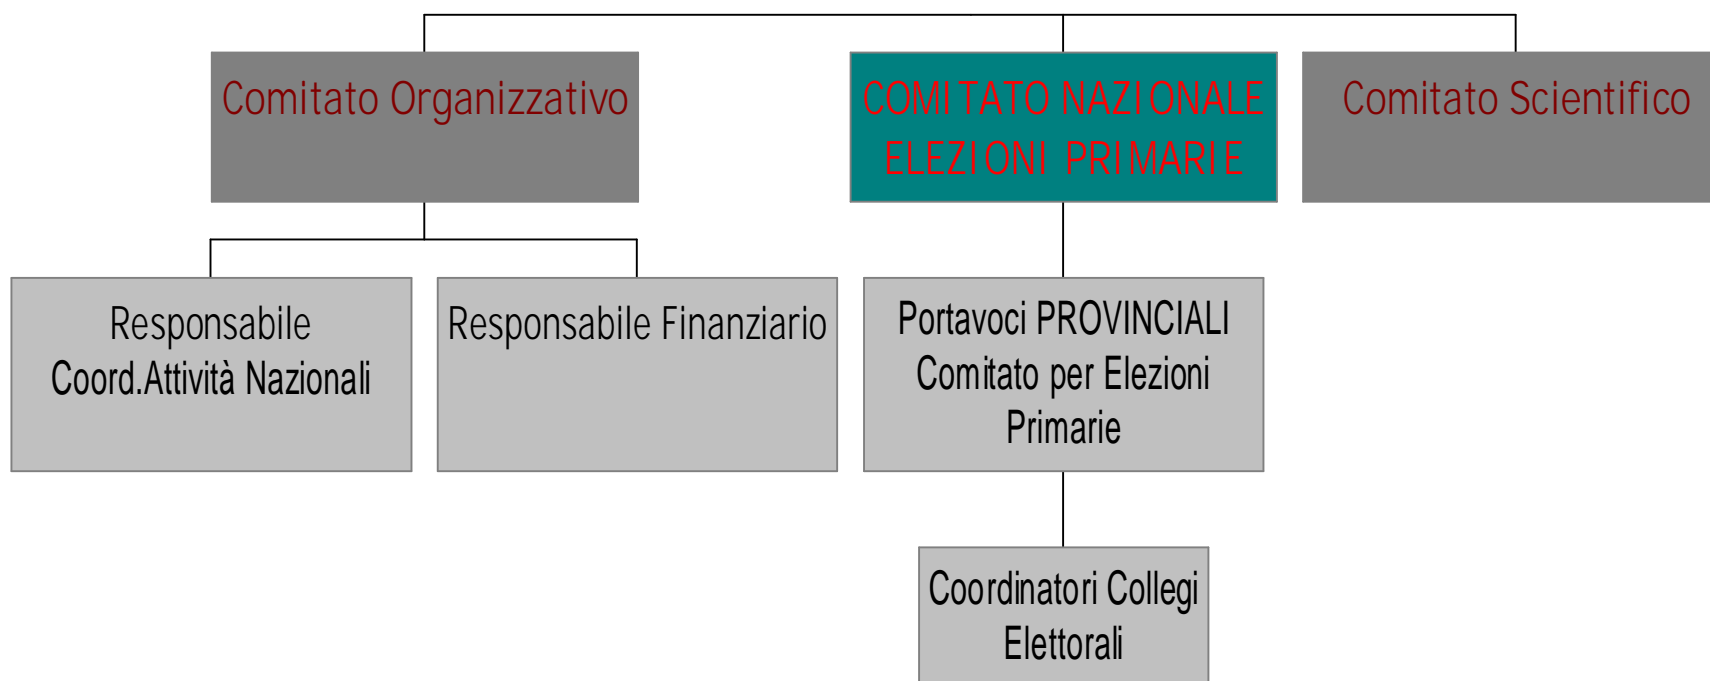 Comitato Organizzativo
COMITATO NAZIONALE
ELEZIONI PRIMARIE
Comitato Scientifico
Responsabile
Coord.Attività Nazionali
Responsabile Finanziario
Portavoci PROVINCIALI
Comitato per Elezioni
Primarie
Coordinatori Collegi
Elettorali